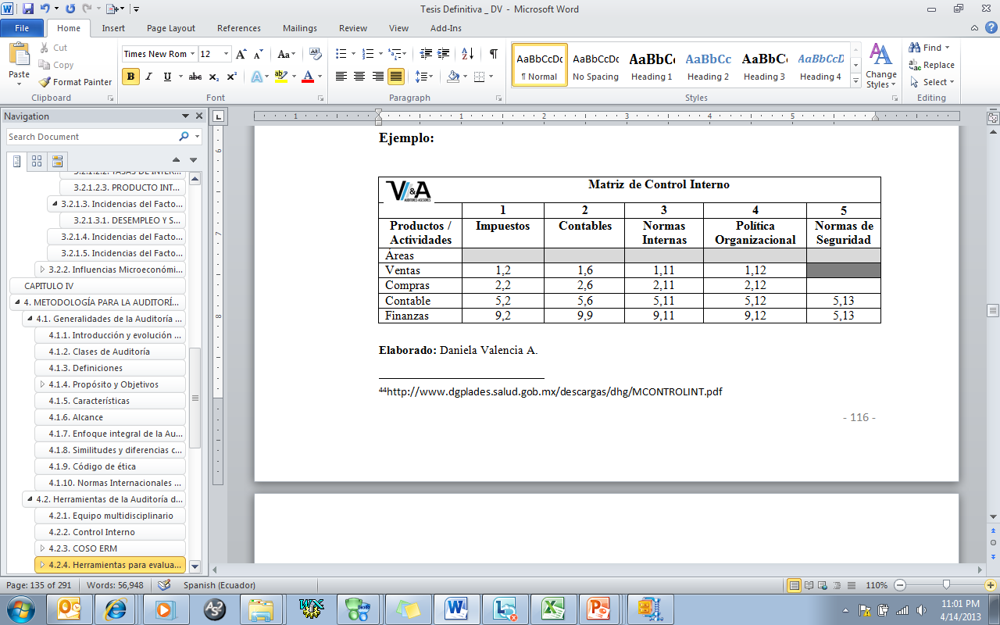 Tesis Definitiva _ DV - Microsoft Word
File Home Insert Page Layout References Mailings Review View Add-Ins
Paste
Cut
Copy
Format Painter
Clipboard
Times New Rom 12
Font
Paragraph
AaBbCcDc AaBbCcDc AaBbC AaBbCc AaBbC AaBbCcD
¶ Normal No Spacing Heading 1 Heading 2 Heading 3 Heading 4
Change Styles
Styles
Find
Replace
Select
Editing
Navigation
Search Document
3.2.1.2.2. TASAS DE INTER...
3.2.1.2.3. PRODUCTO INT...
3.2.1.3. Incidencias del Facto...
3.2.1.3.1. DESEMPLEO Y S...
3.2.1.4. Incidencias del Facto...
3.2.1.5. Incidencias del Facto...
3.2.2. Influencias Microeconómi...
CAPITULO IV
4. METODOLOGÍA PARA LA AUDITORÍ...
4.1. Generalidades de la Auditoría ...
4.1.1. Introducción y evolución ...
4.1.2. Clases de Auditoría
4.1.3. Definiciones
4.1.4. Propósito y Objetivos
4.1.5. Características
4.1.6. Alcance
4.1.7. Enfoque integral de la Au...
4.1.8. Similitudes y diferencias c...
4.1.9. Código de ética
4.1.10. Normas Internacionales ...
4.2. Herramientas de la Auditoría d...
4.2.1. Equipo multidisciplinario
4.2.2. Control Interno
4.2.3. COSO ERM
4.2.4. Herramientas para evalua...
Ejemplo:
V&A
AUDITORES ASESORES
Matriz de Control Interno
1 2 3 4 5
Productos / Impuestos Contables Normas Política Normas de
Actividades Internas Organizacional Seguridad
Áreas
Ventas 1,2 1,6 1,11 1,12
Compras 2,2 2,6 2,11 2,12
Contable 5,2 5,6 5,11 5,12 5,13
Finanzas 9,2 9,9 9,11 9,12 5,13
Elaborado: Daniela Valencia A.
44http://www.dgplades.salud.gob.mx/descargas/dhg/MCONTROLINT.pdf
- 116 -
Page: 135 of 291 Words: 56,948 Spanish (Ecuador) 110%
11:01 PM
4/14/2013